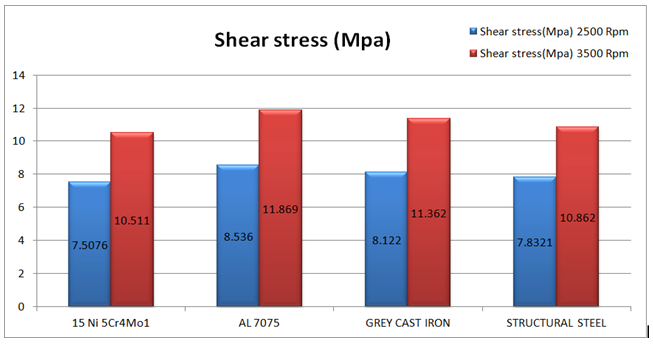 Shear stress (Mpa)
Shear stress(Mpa) 2500 Rpm
Shear stress(Mpa) 3500 Rpm
14
12
10
8
6
4
2
0
7.5076
10.511
8.536
11.869
8.122
11.362
7.8321
10.862
15 Ni 5Cr4Mo1
AL 7075
GREY CAST IRON
STRUCTURAL STEEL